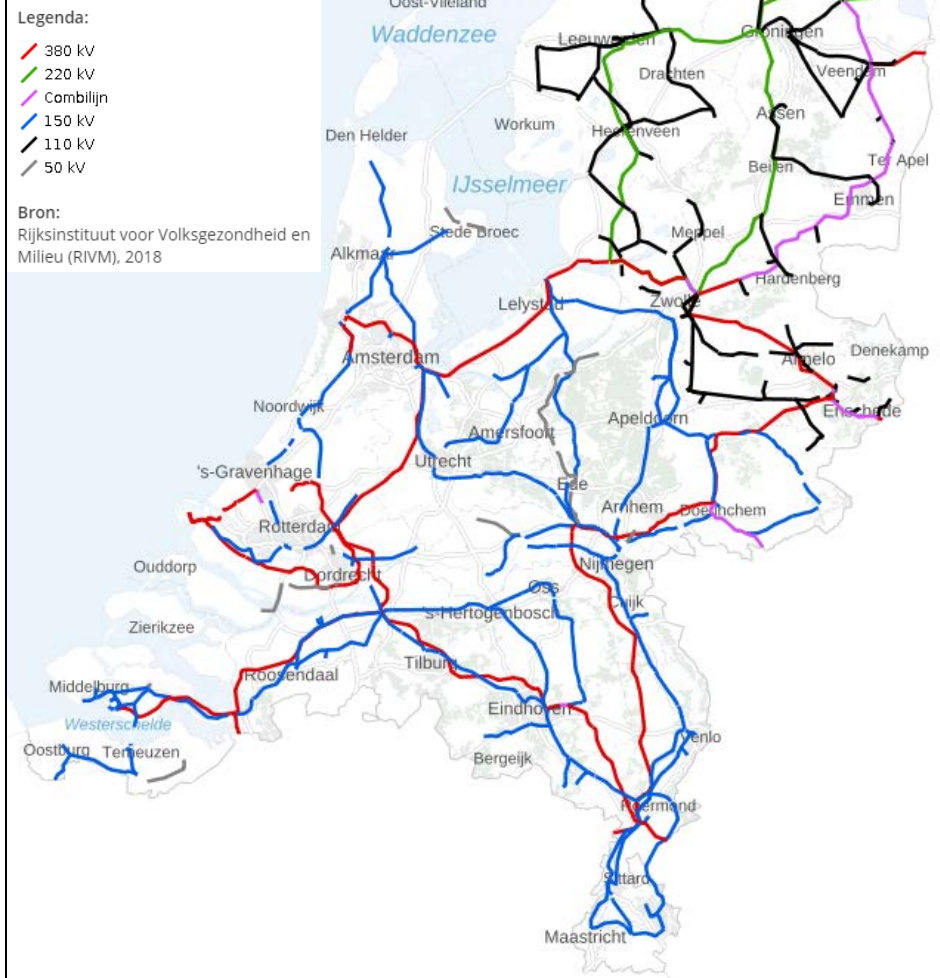 Legenda:
380 kV
220 kV
Combilijn
150 kV
110 kV
50 kV
Bron:
Rijksinstituut voor Volksgezondheid en
Milieu (RIVM), 2018
Oost-Vlieland
Waddenzee
Leeuwarden
Groningen
Drachten
Veendam
Assen
Workum
Heerenveen
Den Helder
Ter Apel
Beilen
IJsselmeer
Emmen
Stede Broec
Meppel
Alkmaar
Hardenberg
Lelystad
Zwolle
Amsterdam
Almelo
Denekamp
Noordwijk
Enschede
Apeldoorn
Amersfoort
Utrecht
's-Gravenhage
Ede
Arnhem
Doetinchem
Rotterdam
Ouddorp
Dordrecht
Nijmegen
Oss
Cuijk
's-Hertogenbosch
Zierikzee
Tilburg
Roosendaal
Middelburg
Eindhoven
Westerschelde
Venlo
Oostburg
Terneuzen
Bergeijk
Roermond
Sittard
Maastricht